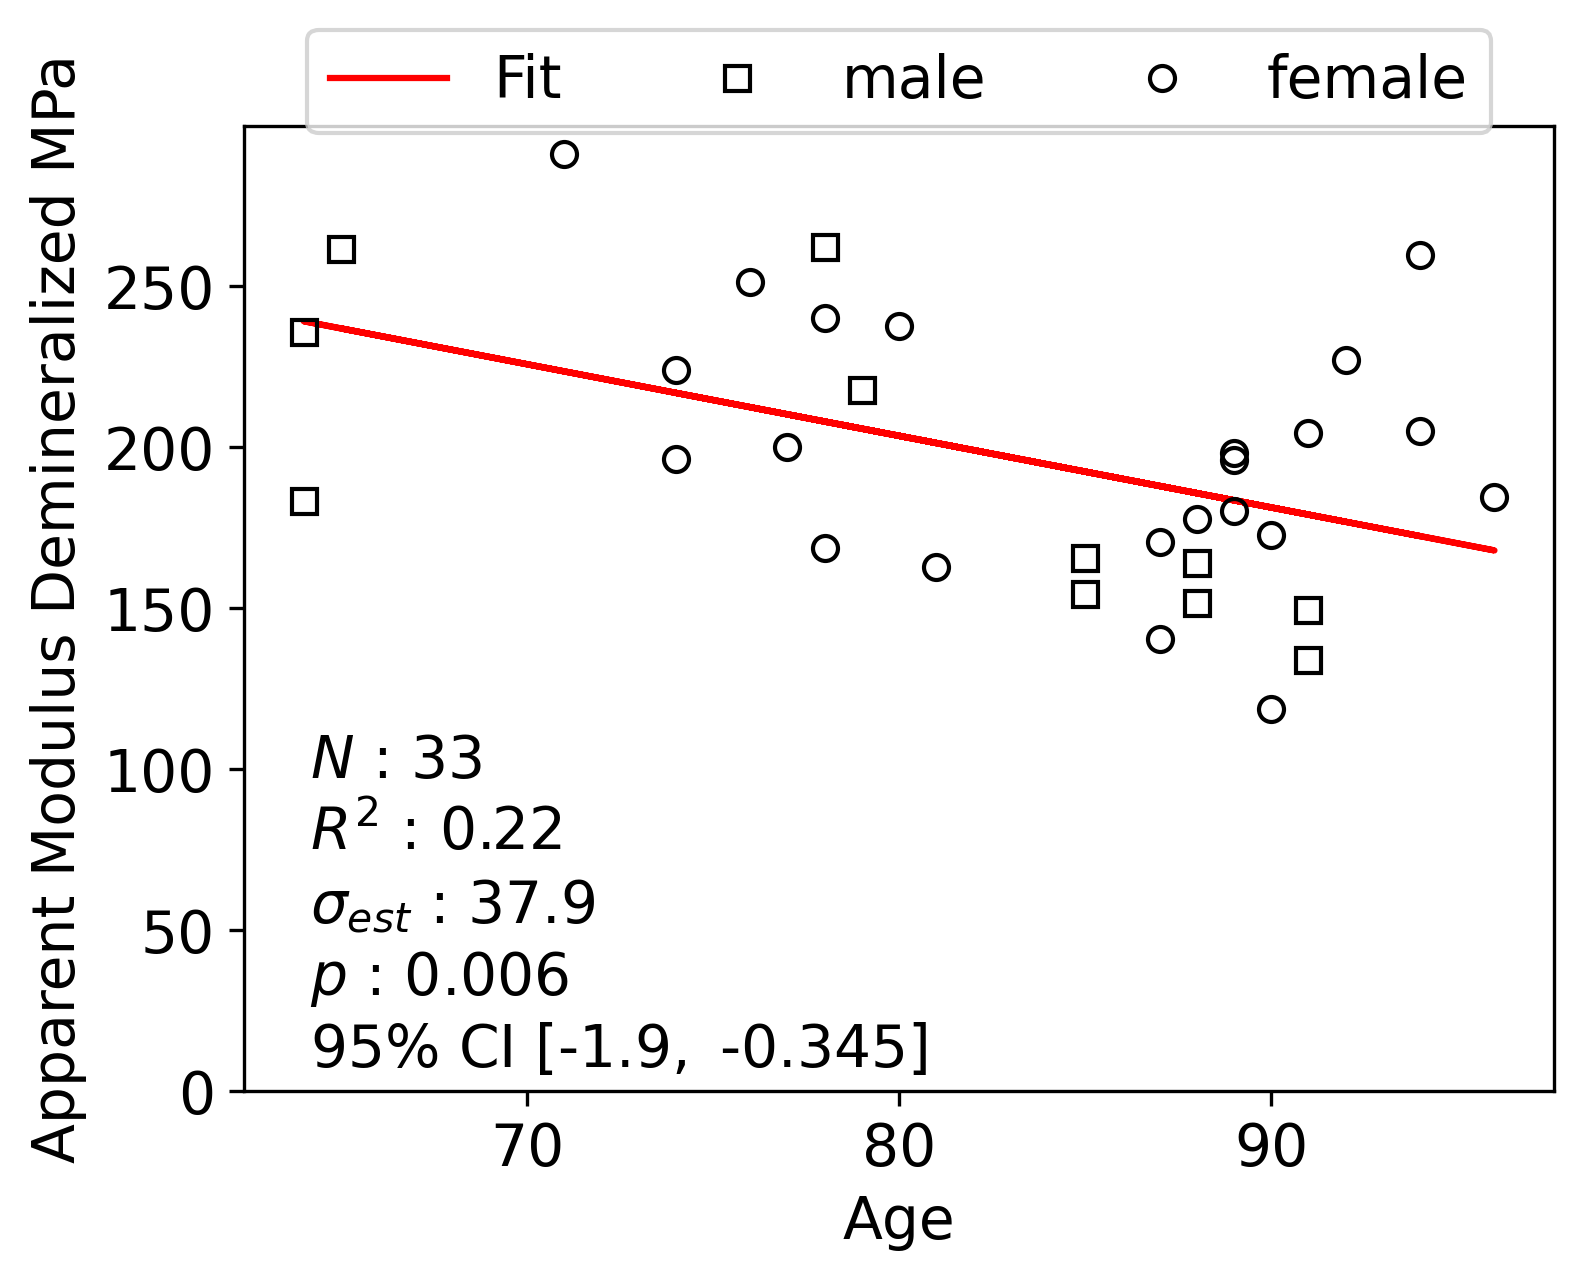 Fit male female
Apparent Modulus Demineralized MPa
250
200
150
100
50
0
N : 33
R² : 0.22
σest : 37.9
p : 0.006
95% CI [-1.9, -0.345]
70 80 90
Age